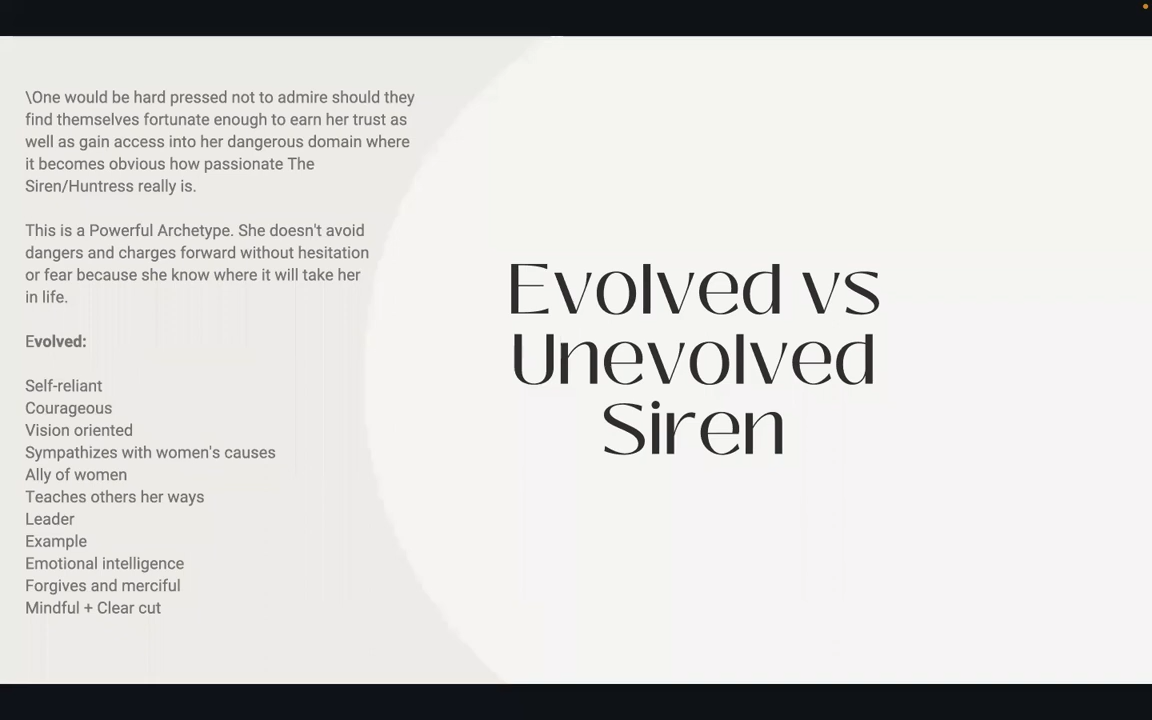 \One would be hard pressed not to admire should they
find themselves fortunate enough to earn her trust as
well as gain access into her dangerous domain where
it becomes obvious how passionate The
Siren/Huntress really is.
This is a Powerful Archetype. She doesn't avoid
dangers and charges forward without hesitation
or fear because she know where it will take her
in life.
Evolved:
Self-reliant
Courageous
Vision oriented
Sympathizes with women's causes
Ally of women
Teaches others her ways
Leader
Example
Emotional intelligence
Forgives and merciful
Mindful + Clear cut
Evolved vs
Unevolved
Siren